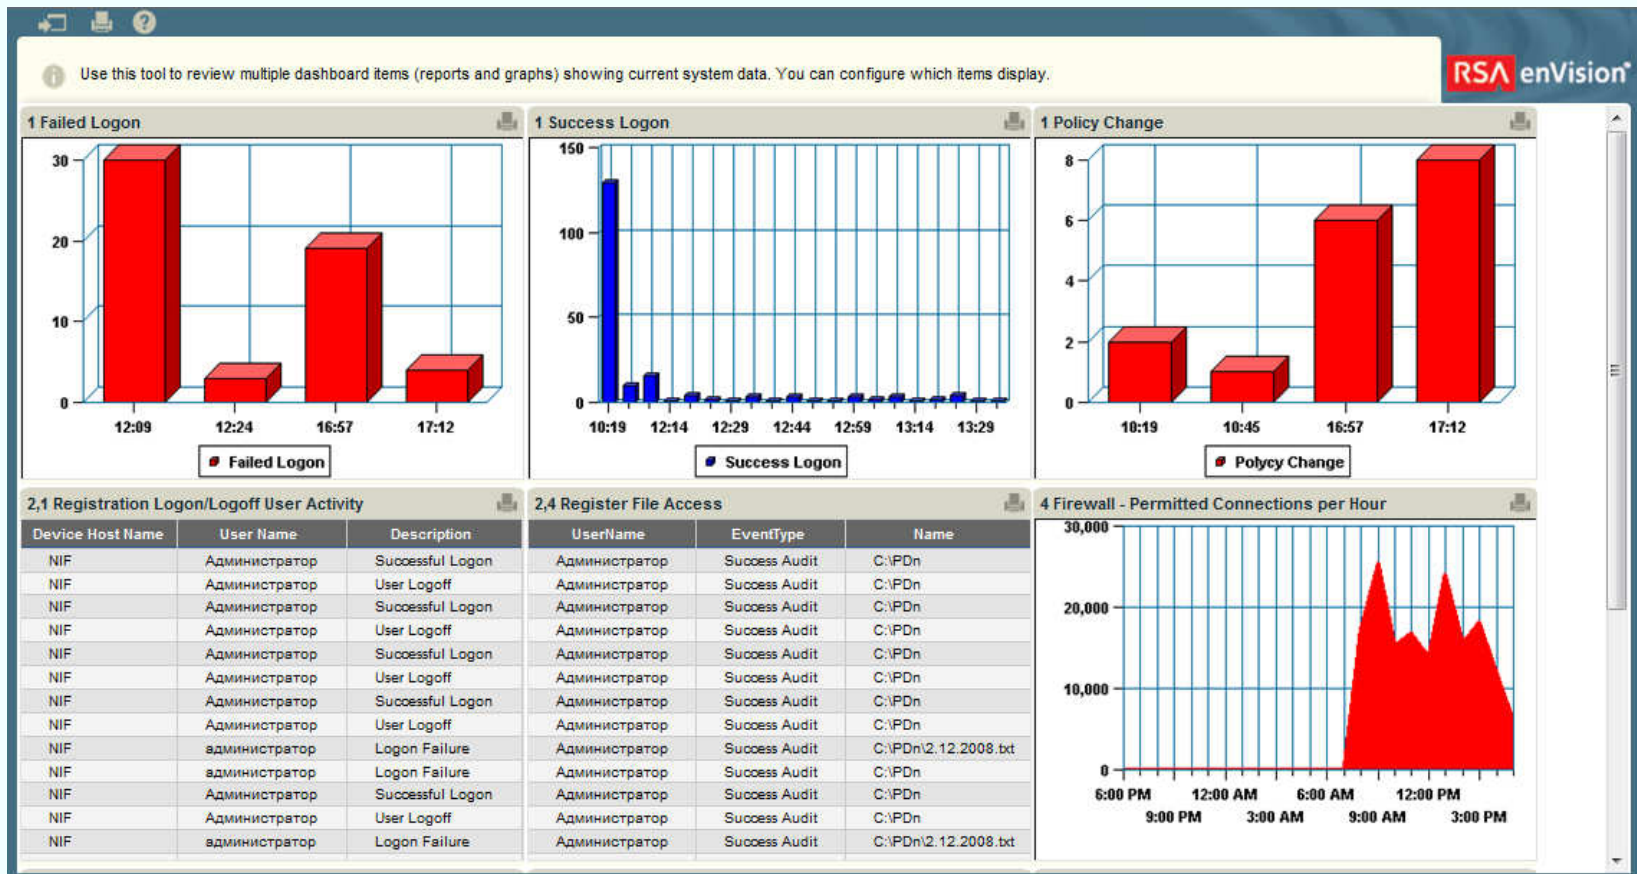 Use this tool to review multiple dashboard items (reports and graphs) showing current system data. You can configure which items display.
RSA enVision
1 Failed Logon
30
20
10
0
12:09 12:24 16:57 17:12
Failed Logon
1 Success Logon
150
100
50
0
10:19 12:14 12:29 12:44 12:59 13:14 13:29
Success Logon
1 Policy Change
8
6
4
2
0
10:19 10:45 16:57 17:12
Polycy Change
2,1 Registration Logon/Logoff User Activity
Device Host Name User Name Description
NIF Администратор Successful Logon
NIF Администратор User Logoff
NIF Администратор Successful Logon
NIF Администратор User Logoff
NIF Администратор Successful Logon
NIF Администратор User Logoff
NIF Администратор Successful Logon
NIF Администратор User Logoff
NIF администратор Logon Failure
NIF администратор Logon Failure
NIF Администратор Successful Logon
NIF Администратор User Logoff
NIF администратор Logon Failure
2,4 Register File Access
UserName EventType Name
Администратор Success Audit C:\PDn
Администратор Success Audit C:\PDn
Администратор Success Audit C:\PDn
Администратор Success Audit C:\PDn
Администратор Success Audit C:\PDn
Администратор Success Audit C:\PDn
Администратор Success Audit C:\PDn
Администратор Success Audit C:\PDn
Администратор Success Audit C:\PDn\2.12.2008.txt
Администратор Success Audit C:\PDn
Администратор Success Audit C:\PDn
Администратор Success Audit C:\PDn
Администратор Success Audit C:\PDn\2.12.2008.txt
4 Firewall - Permitted Connections per Hour
30,000
20,000
10,000
0
6:00 PM 12:00 AM 6:00 AM 12:00 PM
9:00 PM 3:00 AM 9:00 AM 3:00 PM